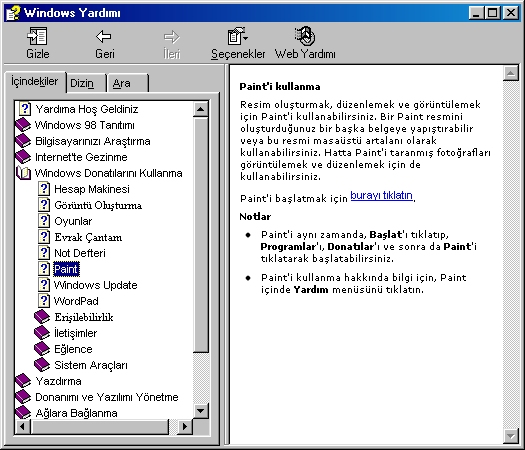 Windows Yardımı
Gizle Geri İleri Seçenekler Web Yardımı
İçindekiler Dizin Ara
Yardıma Hoş Geldiniz
Windows 98 Tanıtımı
Bilgisayarınızı Araştırma
Internet'te Gezinme
Windows Donatılarını Kullanma
Hesap Makinesi
Görüntü Oluşturma
Oyunlar
Evrak Çantam
Not Defteri
Paint
Windows Update
WordPad
Erişilebilirlik
İletişimler
Eğlence
Sistem Araçları
Yazdırma
Donanımı ve Yazılımı Yönetme
Ağlara Bağlanma
Paint'i kullanma
Resim oluşturmak, düzenlemek ve görüntülemek
için Paint'i kullanabilirsiniz. Bir Paint resmini
oluşturduğunuz bir başka belgeye yapıştırabilir
veya bu resmi masaüstü artalanı olarak
kullanabilirsiniz. Hatta Paint'i taranmış fotoğrafları
görüntülemek ve düzenlemek için de
kullanabilirsiniz.
Paint'i başlatmak için burayı tıklatın.
Notlar
• Paint'i aynı zamanda, Başlat'ı tıklatıp,
Programlar'ı, Donatılar'ı ve sonra da Paint'i
tıklatarak başlatabilirsiniz.
• Paint'i kullanma hakkında bilgi için, Paint
içinde Yardım menüsünü tıklatın.